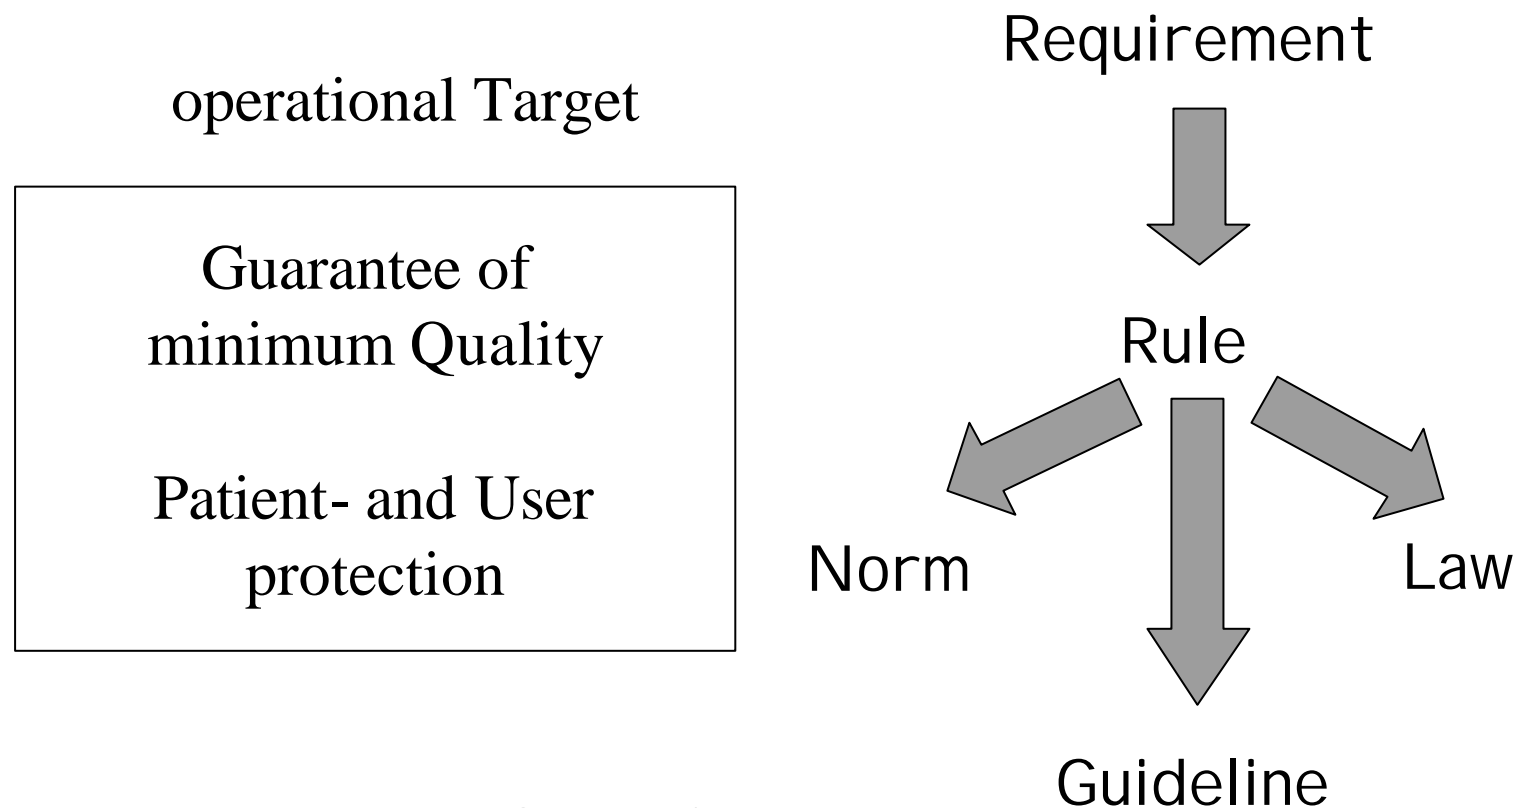 operational Target
Guarantee of
minimum Quality
Patient- and User
protection
Requirement
Rule
Norm
Law
Guideline